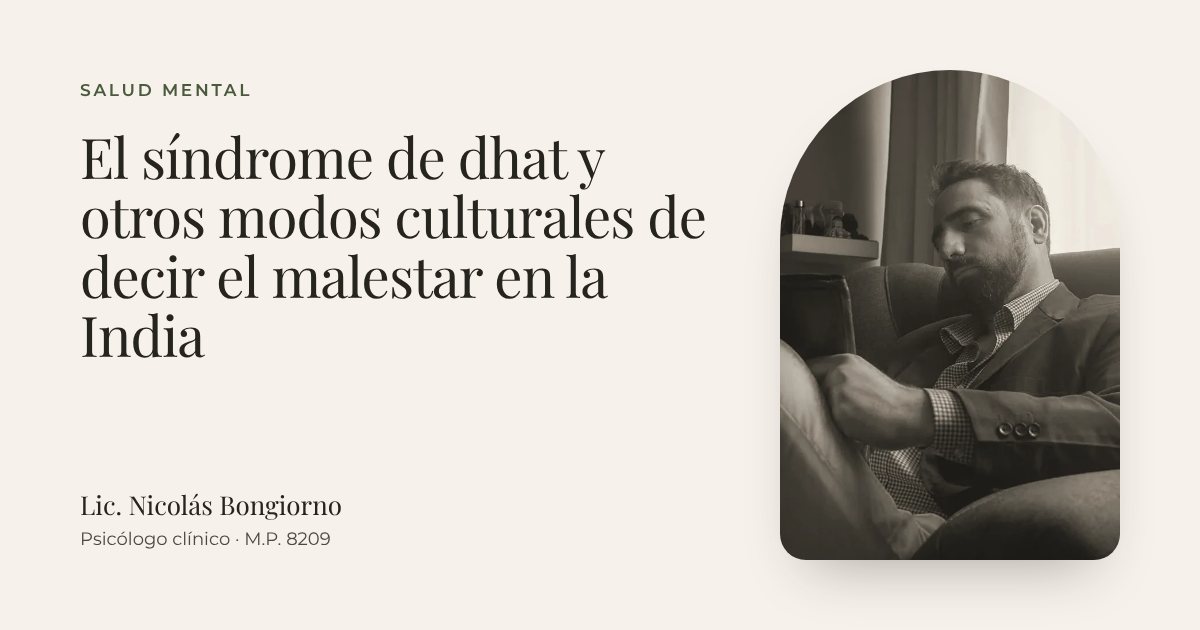 SALUD MENTAL
El síndrome de dhat y
otros modos culturales de
decir el malestar en la
India
Lic. Nicolás Bongiorno
Psicólogo clínico · M.P. 8209